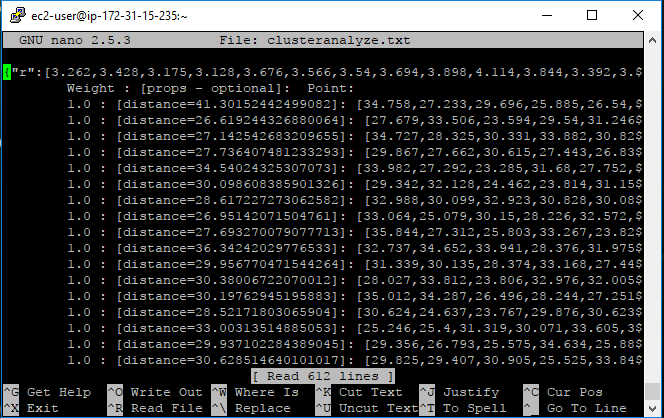 ec2-user@ip-172-31-15-235:~
GNU nano 2.5.3 File: clusteranalyze.txt
{"r":[3.262,3.428,3.175,3.128,3.676,3.566,3.54,3.694,3.898,4.114,3.844,3.392,3.$
Weight : [props - optional]: Point:
1.0 : [distance=41.30152442499082]: [34.758,27.233,29.696,25.885,26.54,$
1.0 : [distance=26.619244326880064]: [27.679,33.506,23.594,29.54,31.246$
1.0 : [distance=27.142542683209655]: [34.727,28.325,30.331,33.882,30.82$
1.0 : [distance=27.736407481233293]: [29.867,27.662,30.615,27.443,26.83$
1.0 : [distance=34.54024325307073]: [33.982,27.292,23.285,31.68,27.752,$
1.0 : [distance=30.098608385901326]: [29.342,32.128,24.462,23.814,31.15$
1.0 : [distance=28.617227273062582]: [32.988,30.099,32.923,30.828,30.08$
1.0 : [distance=26.95142071504761]: [33.064,25.079,30.15,28.226,32.572,$
1.0 : [distance=27.693270079077713]: [35.844,27.312,25.803,33.267,23.82$
1.0 : [distance=36.34242029776533]: [32.737,34.652,33.941,28.376,31.975$
1.0 : [distance=29.956770471544264]: [31.339,30.135,28.374,33.168,27.44$
1.0 : [distance=30.38006722070012]: [28.027,33.812,23.806,32.976,32.005$
1.0 : [distance=30.19762945195883]: [35.012,34.287,26.496,28.244,27.251$
1.0 : [distance=28.52171803065904]: [30.624,24.637,23.767,29.876,30.623$
1.0 : [distance=33.00313514885053]: [25.246,25.4,31.319,30.071,33.605,3$
1.0 : [distance=29.937102284389045]: [29.356,26.793,25.575,34.634,25.88$
1.0 : [distance=30.628514640101017]: [29.825,29.407,30.905,25.525,33.84$
[ Read 612 lines ]
^G Get Help ^O Write Out ^W Where Is ^K Cut Text ^J Justify ^C Cur Pos
^X Exit ^R Read File ^\ Replace ^U Uncut Text ^T To Spell ^_ Go To Line